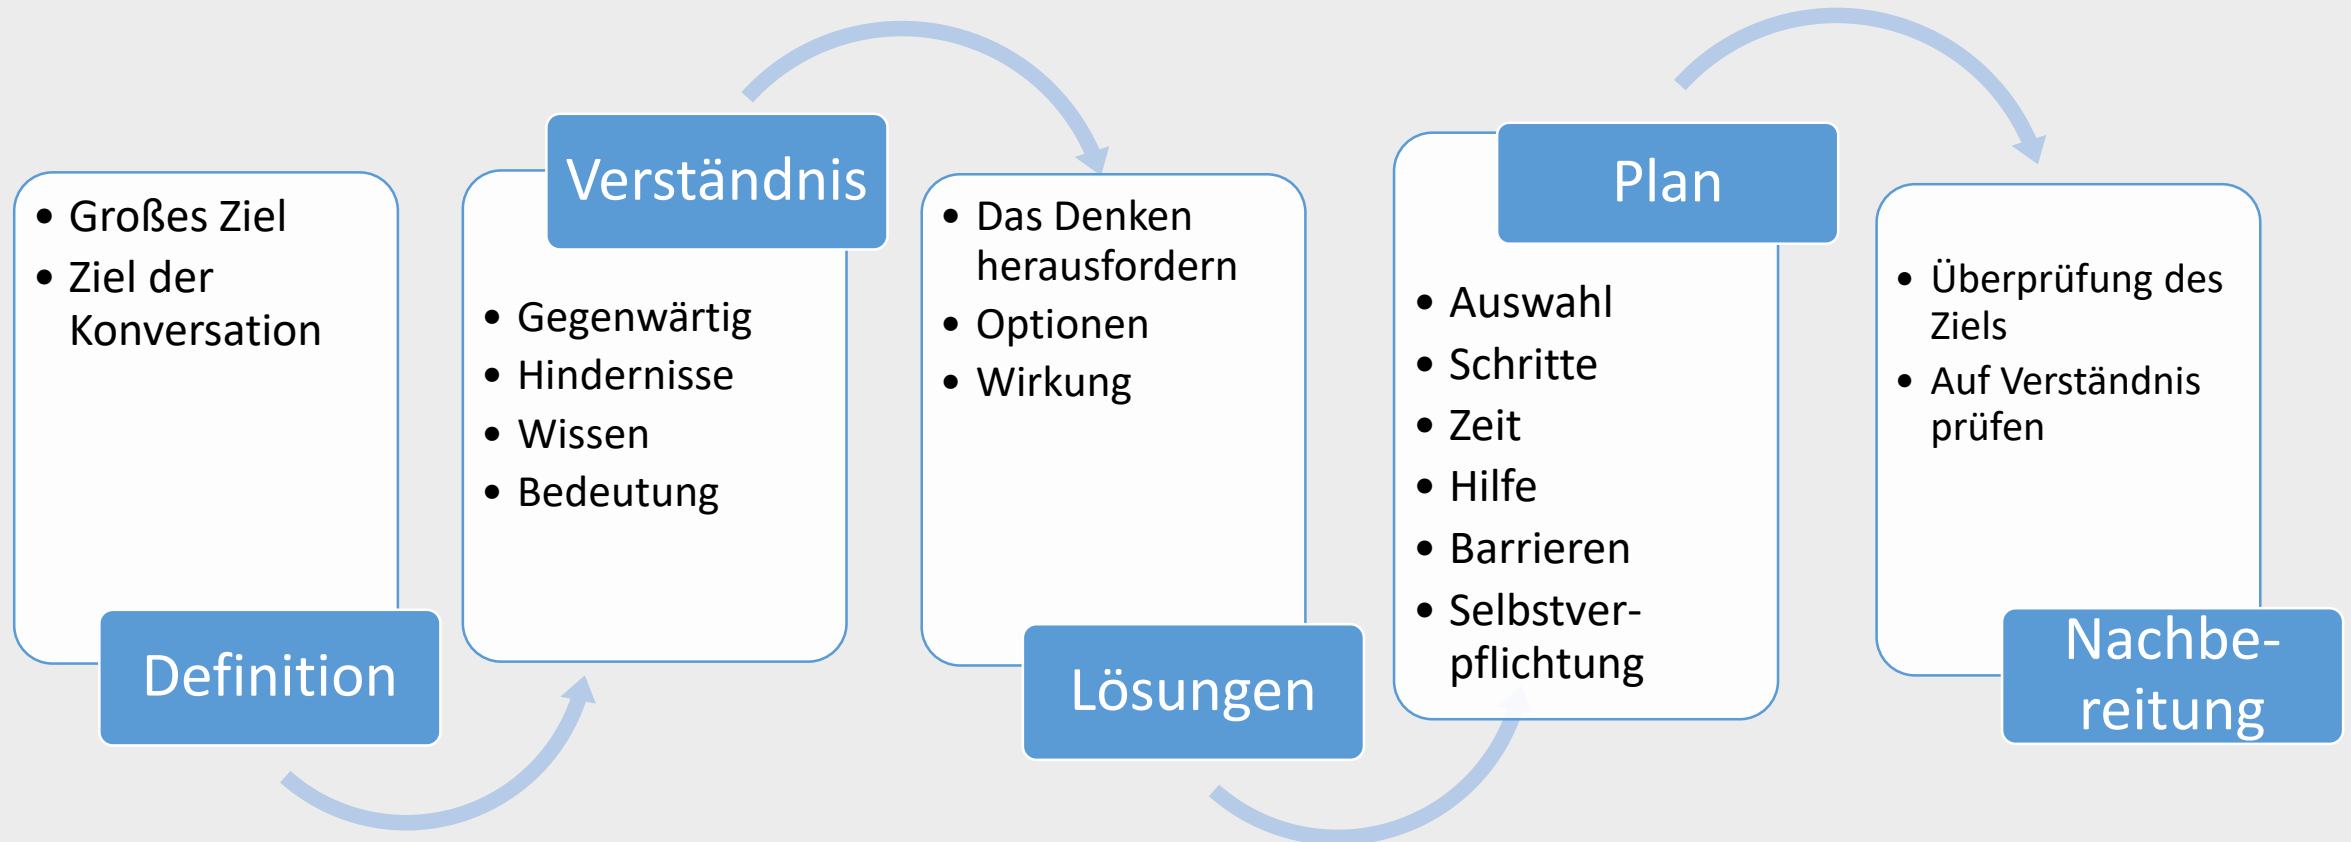 • Großes Ziel
• Ziel der
Konversation
Definition
Verständnis
• Gegenwärtig
• Hindernisse
• Wissen
• Bedeutung
• Das Denken
herausfordern
• Optionen
• Wirkung
Lösungen
Plan
• Auswahl
• Schritte
• Zeit
• Hilfe
• Barrieren
• Selbstver-
pflichtung
• Überprüfung des
Ziels
• Auf Verständnis
prüfen
Nachbe-
reitung